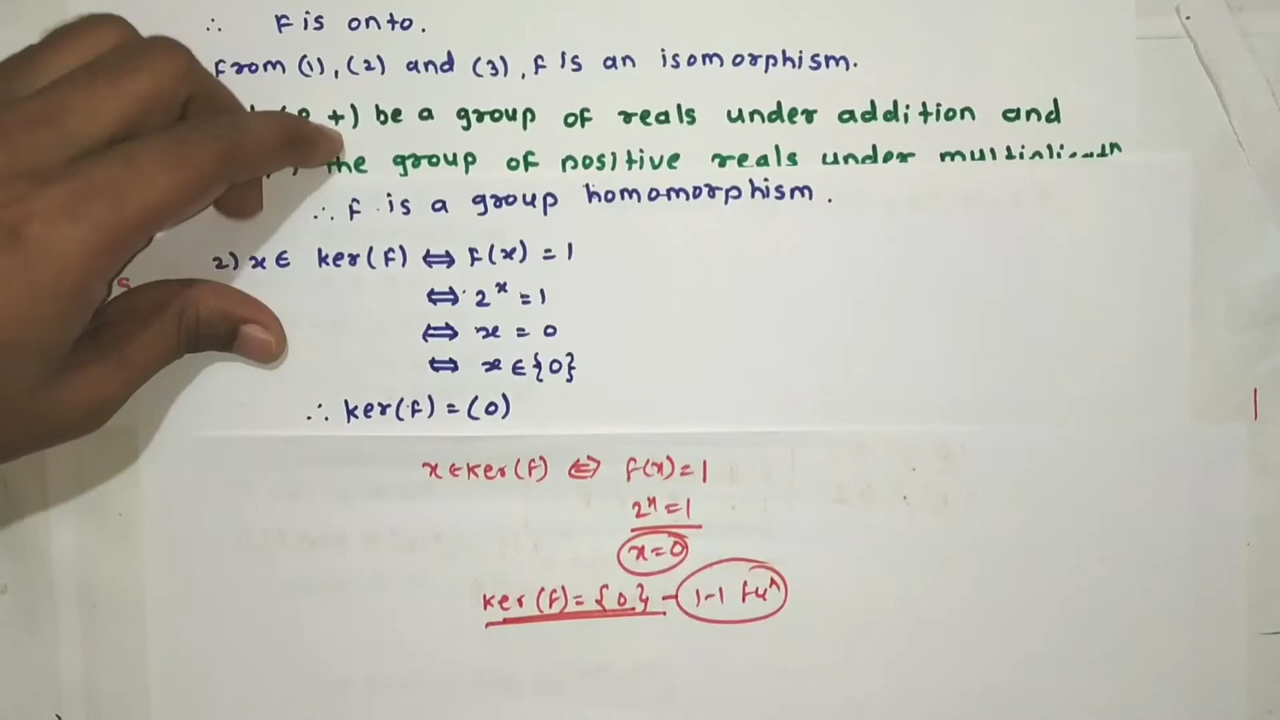 ∴ F is onto.
From (1), (2) and (3), F is an isomorphism.
+) be a group of reals under addition and
the group of positive reals under
∴ F is a group homomorphism.
2) x ∈ ker(F) ⇔ F(x) = 1
⇔ 2^x = 1
⇔ x = 0
⇔ x ∈ {0}
∴ ker(F) = (0)
x ∈ Ker(F) ⇔ F(x) = 1
2^x = 1
x = 0
ker(F) = {0} - 1-1